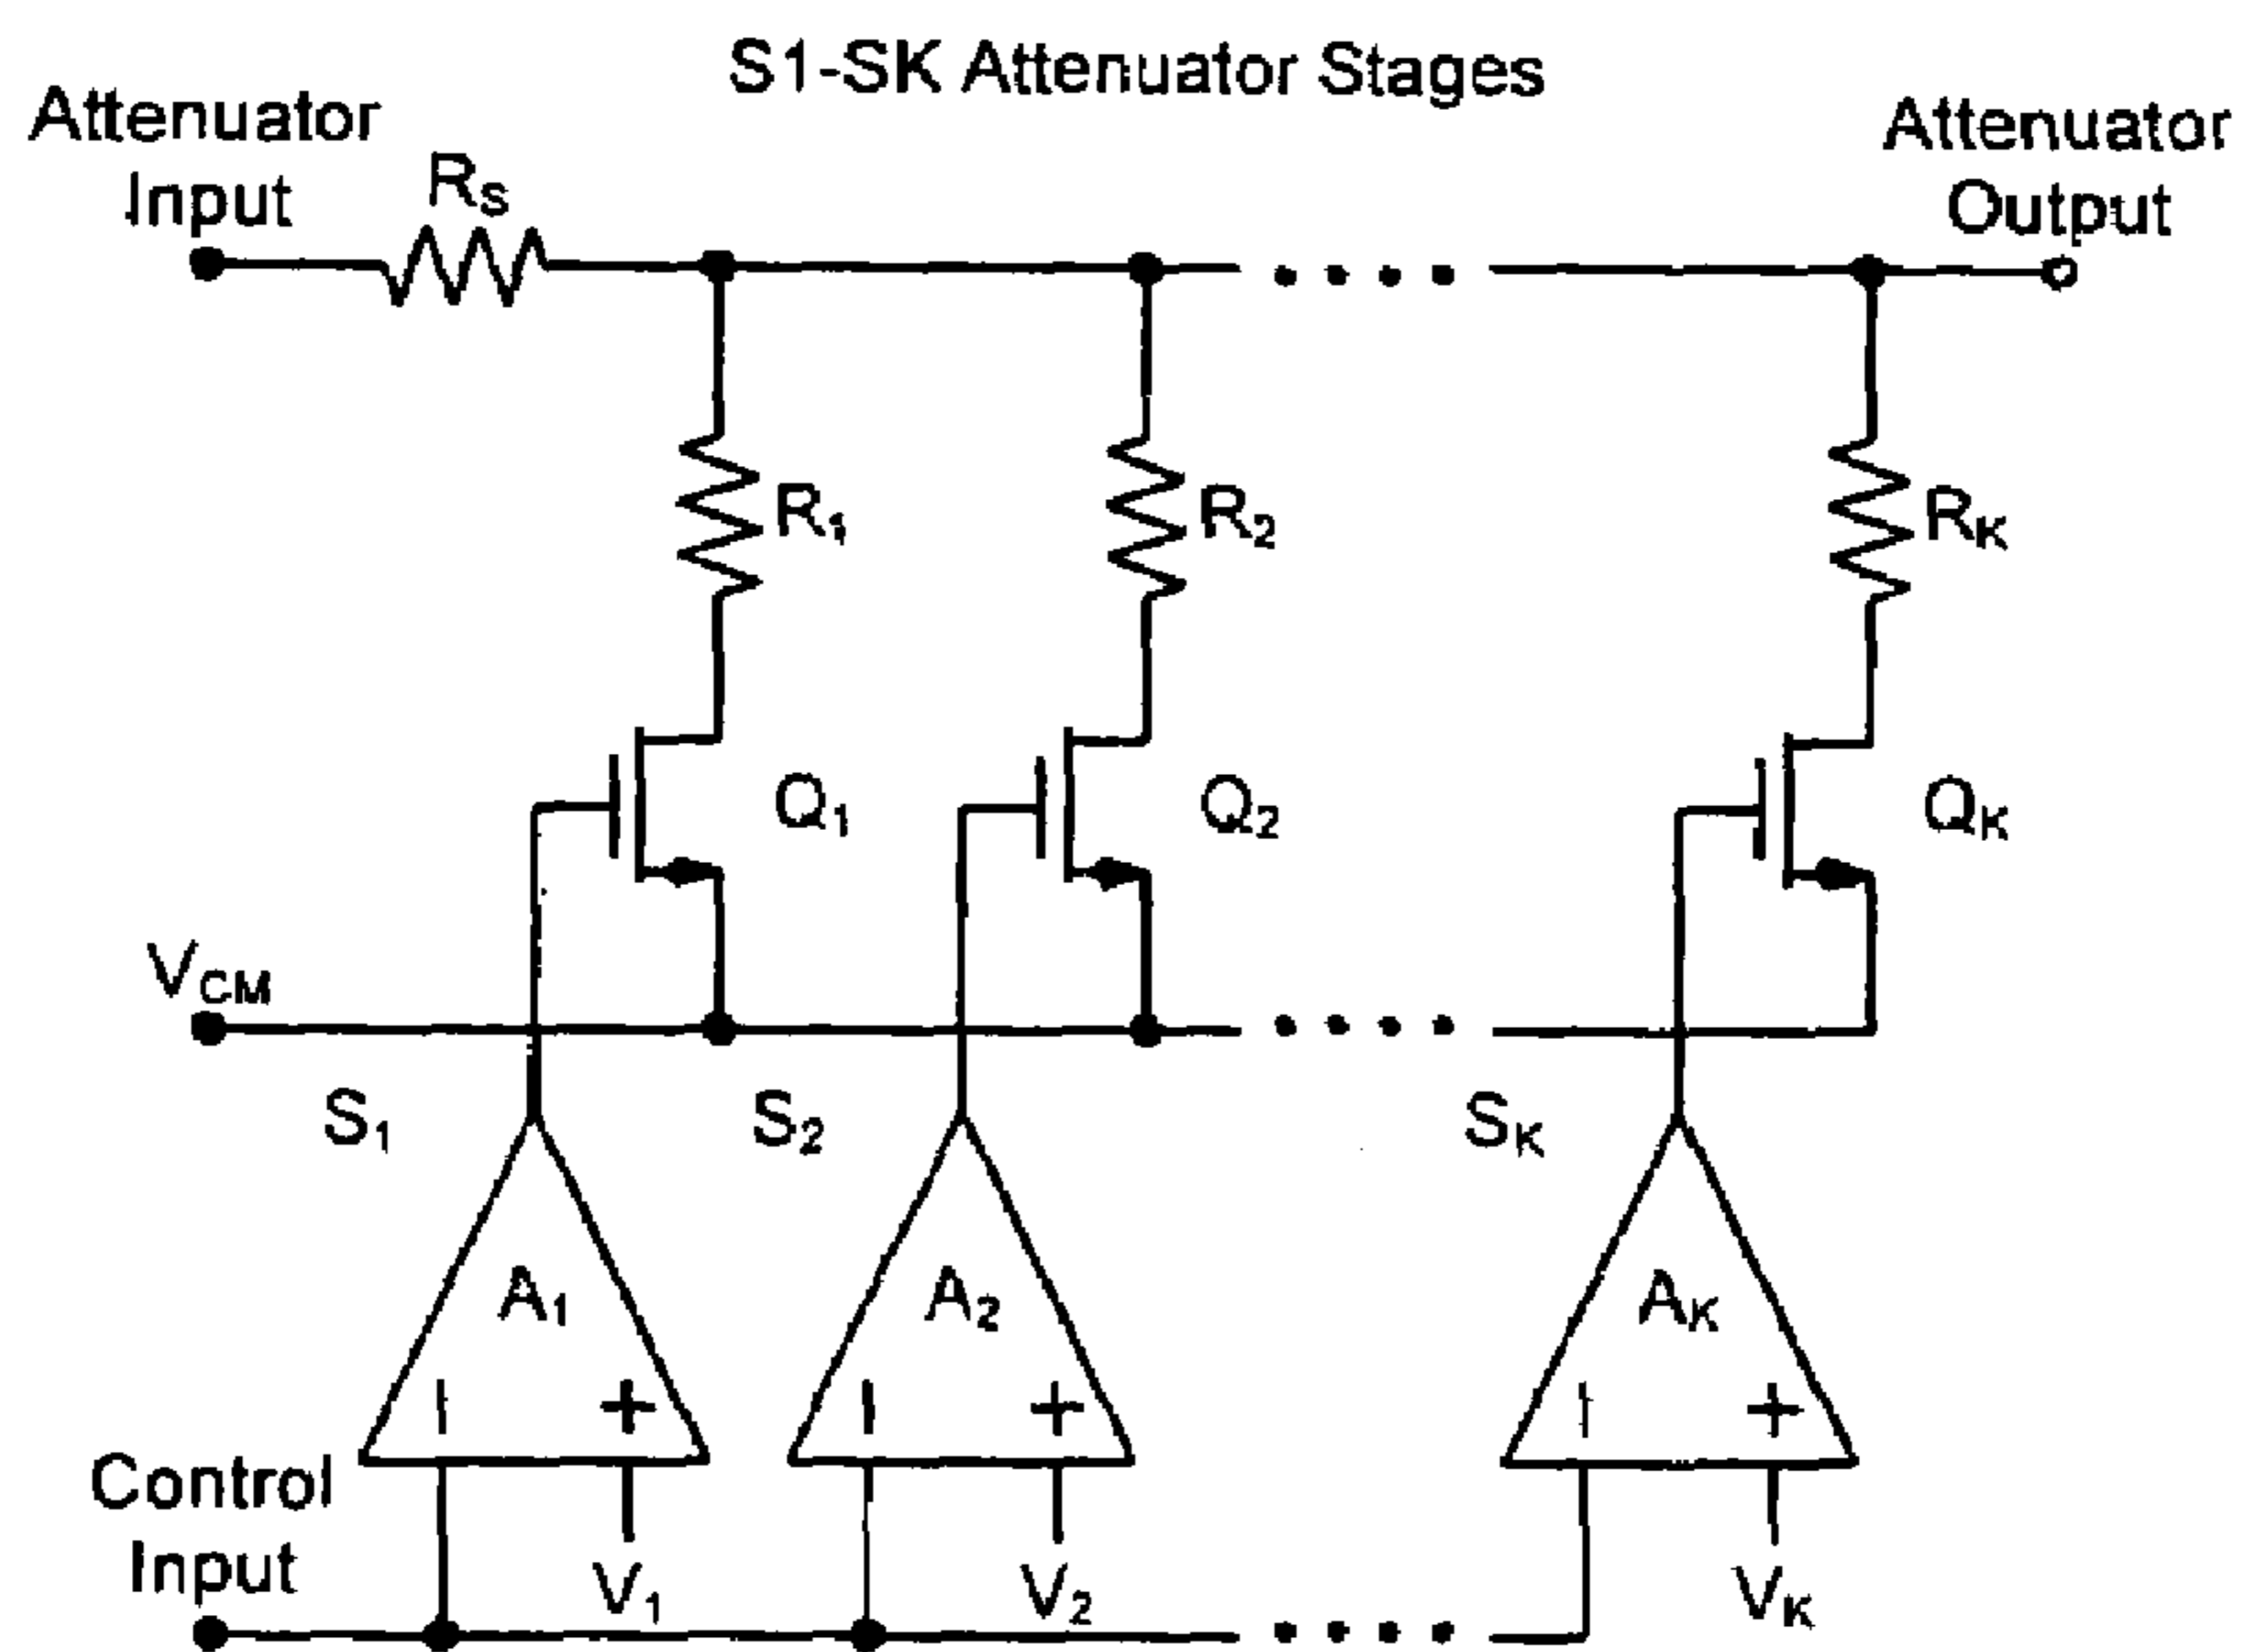 S1-SK Attenuator Stages
Attenuator
Input
RS
Attenuator
Output
R1
R2
RK
Q1
Q2
QK
VCM
S1
S2
SK
A1
A2
AK
− +
− +
− +
Control
Input
V1
V2
VK